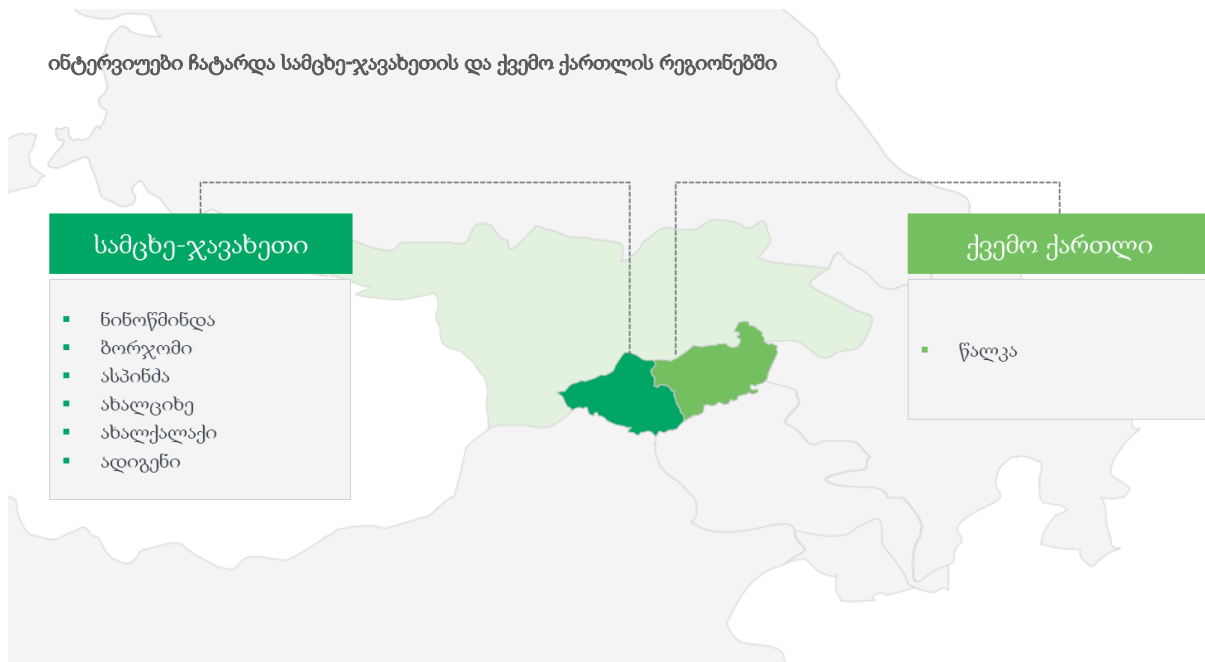 ინტერვიუები ჩატარდა სამცხე-ჯავახეთის და ქვემო ქართლის რეგიონებში
სამცხე-ჯავახეთი
ნინოწმინდა
ბორჯომი
ასპინძა
ახალციხე
ახალქალაქი
ადიგენი
ქვემო ქართლი
წალკა